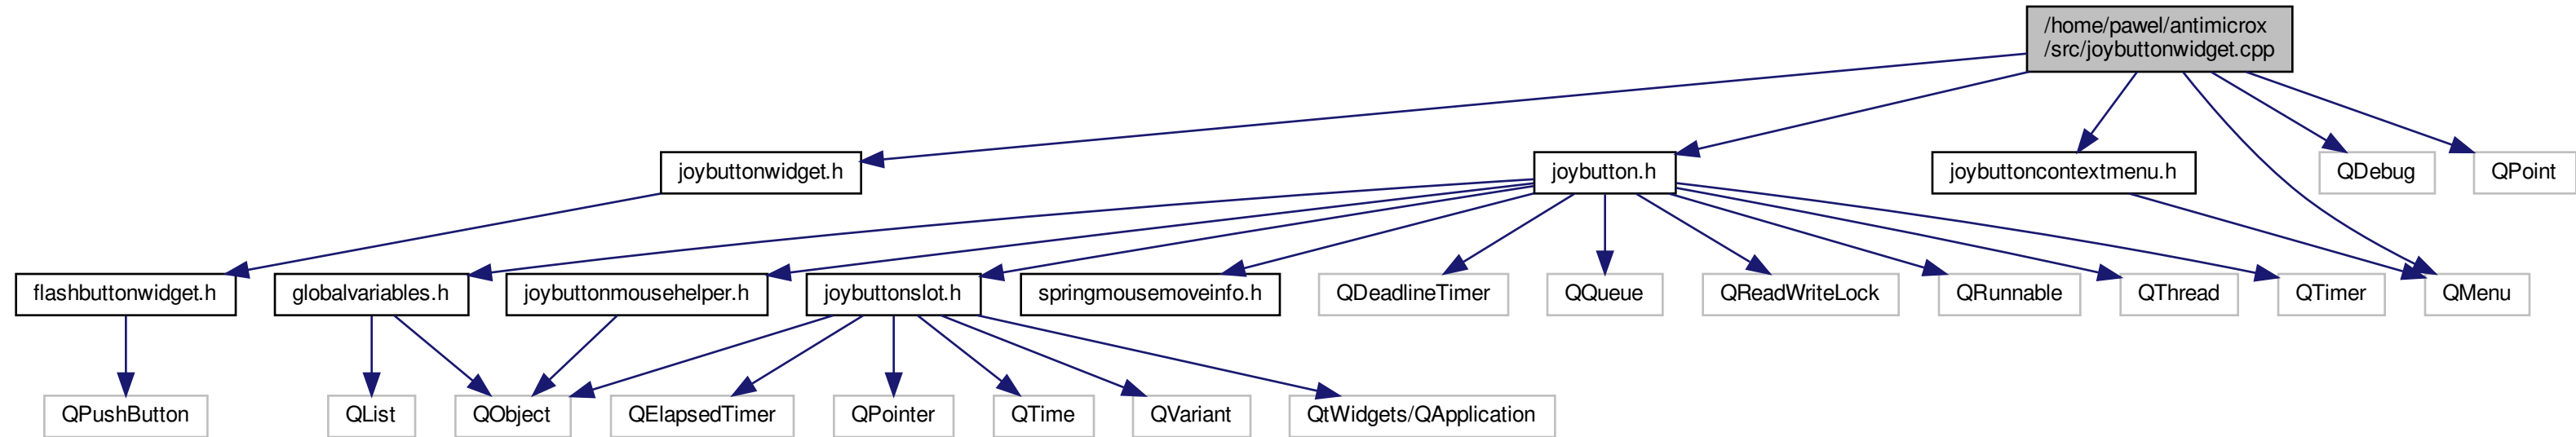 /home/pawel/antimicrox
/src/joybuttonwidget.cpp
joybuttonwidget.h
joybutton.h
joybuttoncontextmenu.h
QDebug
QPoint
flashbuttonwidget.h
globalvariables.h
joybuttonmousehelper.h
joybuttonslot.h
springmousemoveinfo.h
QDeadlineTimer
QQueue
QReadWriteLock
QRunnable
QThread
QTimer
QMenu
QPushButton
QList
QObject
QElapsedTimer
QPointer
QTime
QVariant
QtWidgets/QApplication